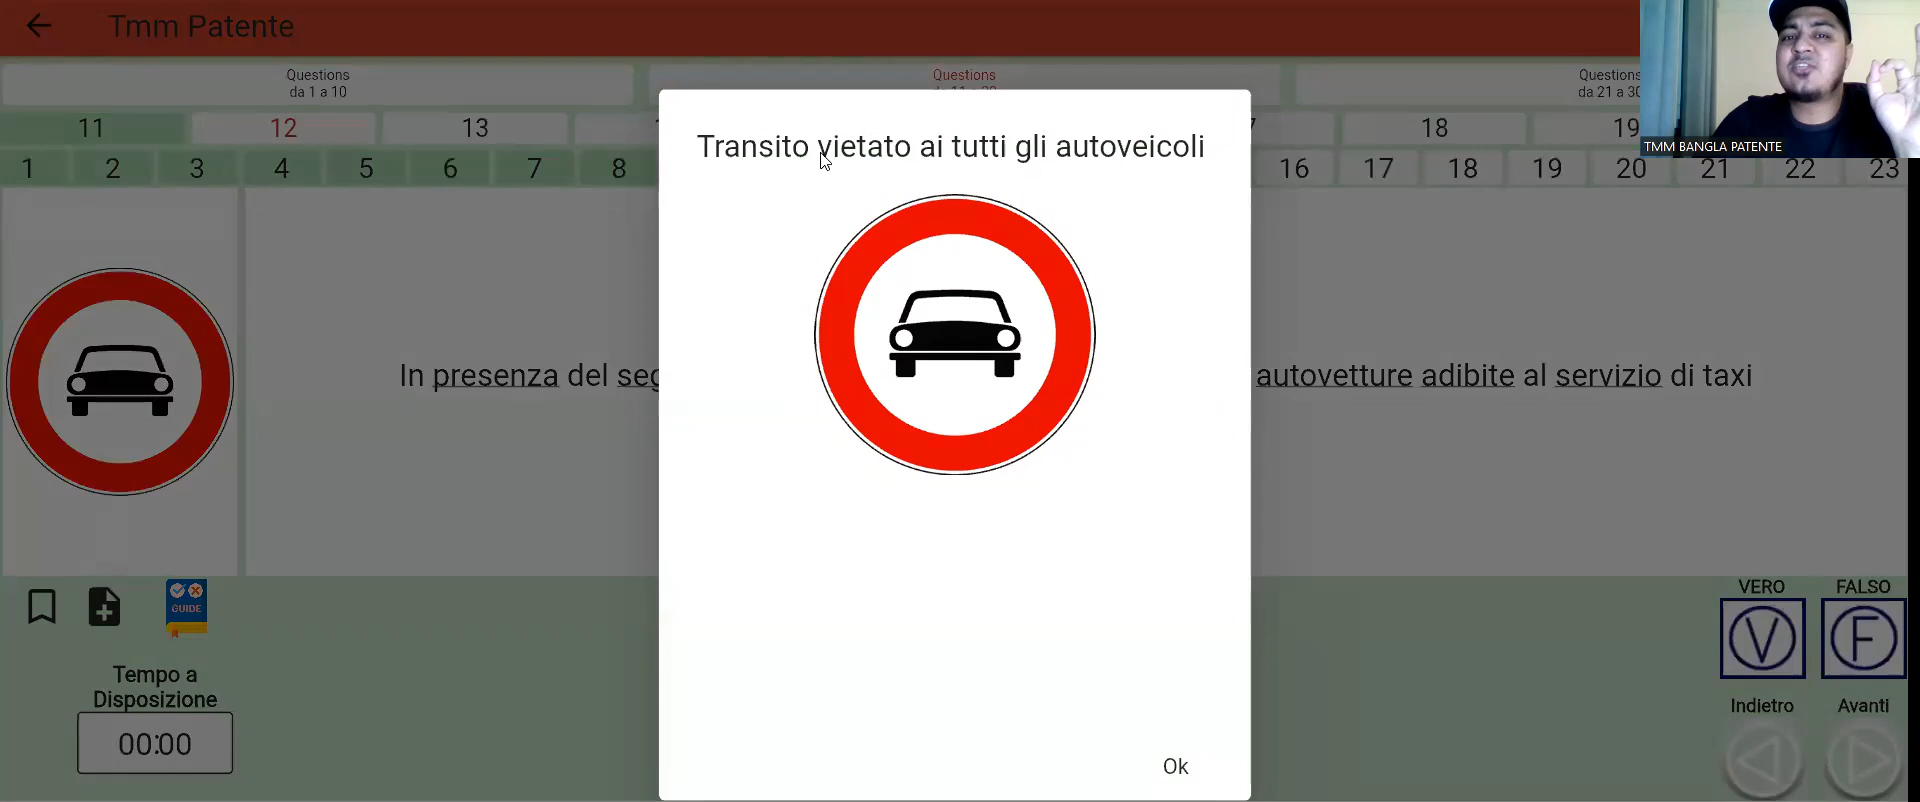 Tmm Patente
Questions
da 1 a 10
Questions
Questions
da 21 a 30
11 12 13 18 19
1 2 3 4 5 6 7 8 16 17 18 19 20 21 22 23
TMM BANGLA PATENTE
Transito vietato ai tutti gli autoveicoli
In presenza del
autovetture adibite al servizio di taxi
GUIDE
VERO FALSO
V F
Tempo a
Disposizione
00:00
Indietro Avanti
Ok